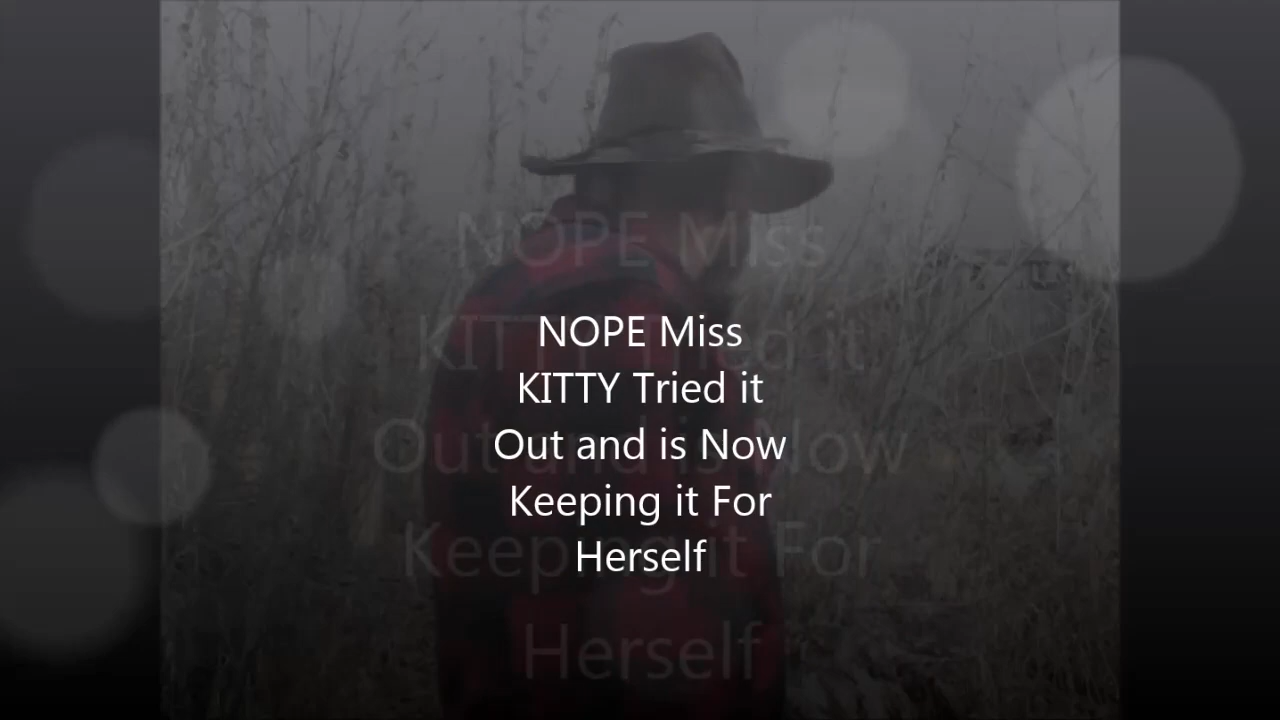 NOPE Miss
KITTY Tried it
Out and is Now
Keeping it For
Herself